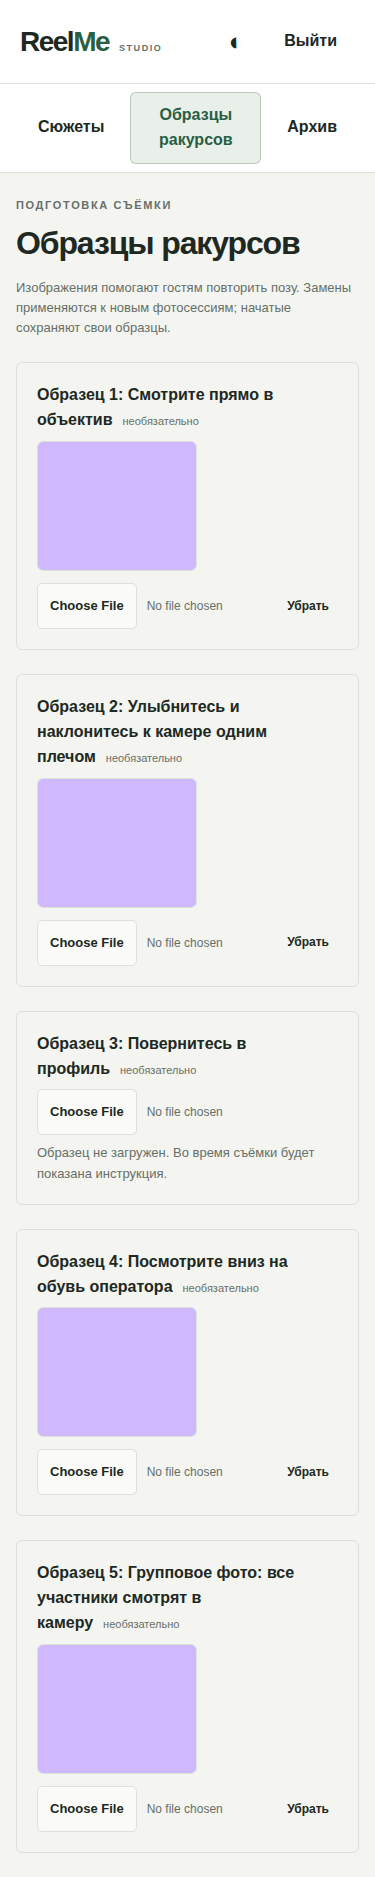 ReelMe STUDIO Выйти
Сюжеты
Образцы
ракурсов
Архив
ПОДГОТОВКА СЪЁМКИ
Образцы ракурсов
Изображения помогают гостям повторить позу. Замены
применяются к новым фотосессиям; начатые
сохраняют свои образцы.
Образец 1: Смотрите прямо в
объектив необязательно
Choose File No file chosen Убрать
Образец 2: Улыбнитесь и
наклонитесь к камере одним
плечом необязательно
Choose File No file chosen Убрать
Образец 3: Повернитесь в
профиль необязательно
Choose File No file chosen
Образец не загружен. Во время съёмки будет
показана инструкция.
Образец 4: Посмотрите вниз на
обувь оператора необязательно
Choose File No file chosen Убрать
Образец 5: Групповое фото: все
участники смотрят в
камеру необязательно
Choose File No file chosen Убрать